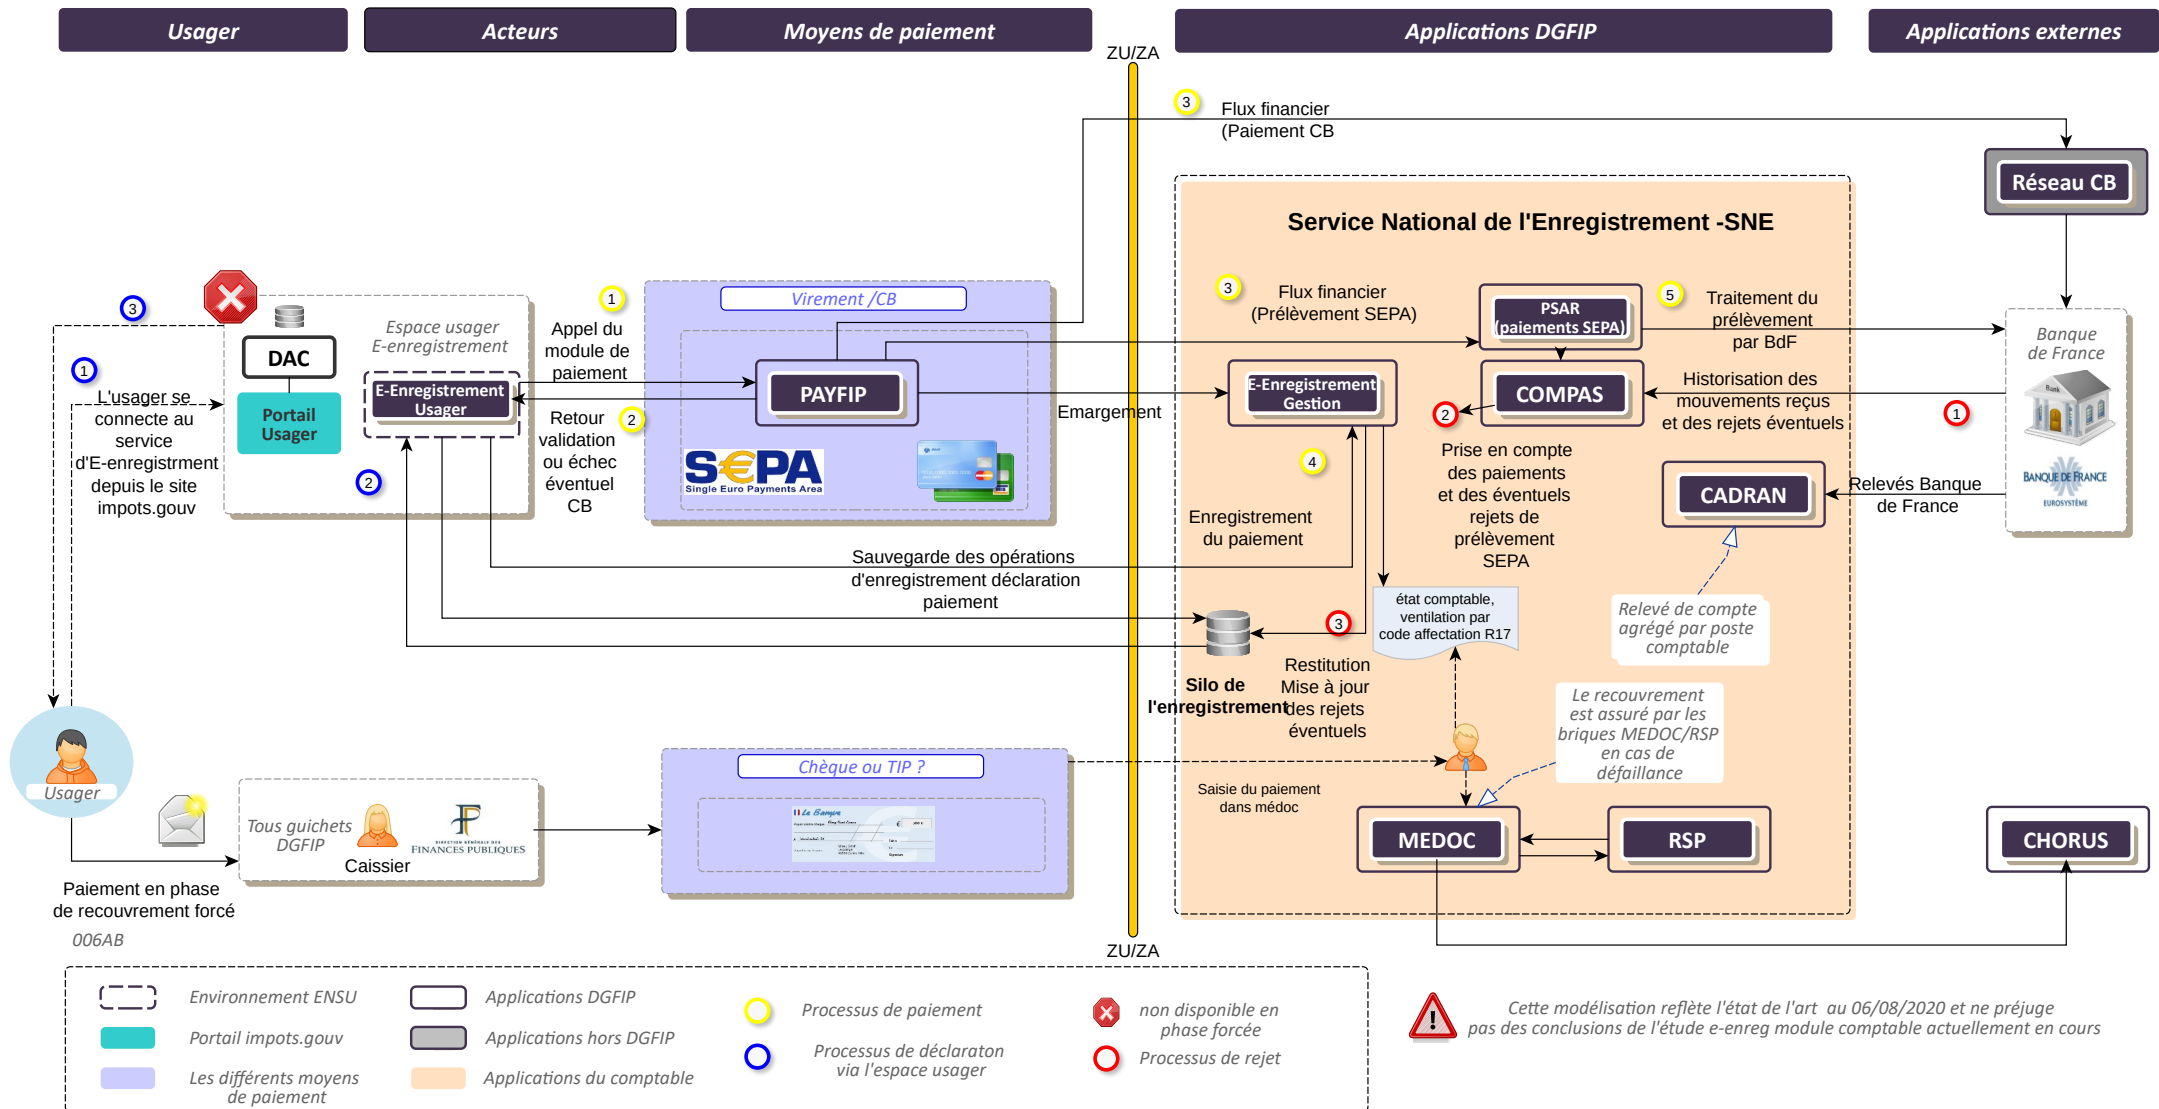 Usager
Acteurs
Moyens de paiement
Applications DGFIP
Applications externes
ZU/ZA
3
Flux financier
(Paiement CB
Réseau CB
Service National de l'Enregistrement -SNE
3
1
L'usager se
connecte au
service
d'E-enregistrment
depuis le site
impots.gouv
DAC
Portail
Usager
Espace usager
E-enregistrement
E-Enregistrement
Usager
2
1
Appel du
module de
paiement
Retour
2
validation
ou échec
éventuel
CB
Virement /CB
PAYFIP
S€PA
Single Euro Payments Area
Emargement
3
Flux financier
(Prélèvement SEPA)
PSAR
(paiements SEPA)
5
Traitement du
prélèvement
par BdF
E-Enregistrement
Gestion
COMPAS
Historisation des
mouvements reçus
et des rejets éventuels
1
2
Prise en compte
des paiements
et des éventuels
rejets de
prélèvement
SEPA
4
Enregistrement
du paiement
CADRAN
Relevés Banque
de France
Banque
de France
Bank
BANQUE DE FRANCE
EUROSYSTÈME
Sauvegarde des opérations
d'enregistrement déclaration
paiement
état comptable,
ventilation par
code affectation R17
3
Relevé de compte
agrégé par poste
comptable
Silo de
l'enregistrement
Restitution
Mise à jour
des rejets
éventuels
Le recouvrement
est assuré par les
briques MEDOC/RSP
en cas de
défaillance
Usager
Tous guichets
DGFIP
Caissier
DIRECTION GÉNÉRALE DES
FINANCES PUBLIQUES
Chèque ou TIP ?
La Banque
€
Saisie du paiement
dans médoc
MEDOC
RSP
CHORUS
Paiement en phase
de recouvrement forcé
006AB
ZU/ZA
Environnement ENSU
Portail impots.gouv
Les différents moyens
de paiement
Applications DGFIP
Applications hors DGFIP
Applications du comptable
Processus de paiement
Processus de déclaraton
via l'espace usager
non disponible en
phase forcée
Processus de rejet
Cette modélisation reflète l'état de l'art au 06/08/2020 et ne préjuge
pas des conclusions de l'étude e-enreg module comptable actuellement en cours